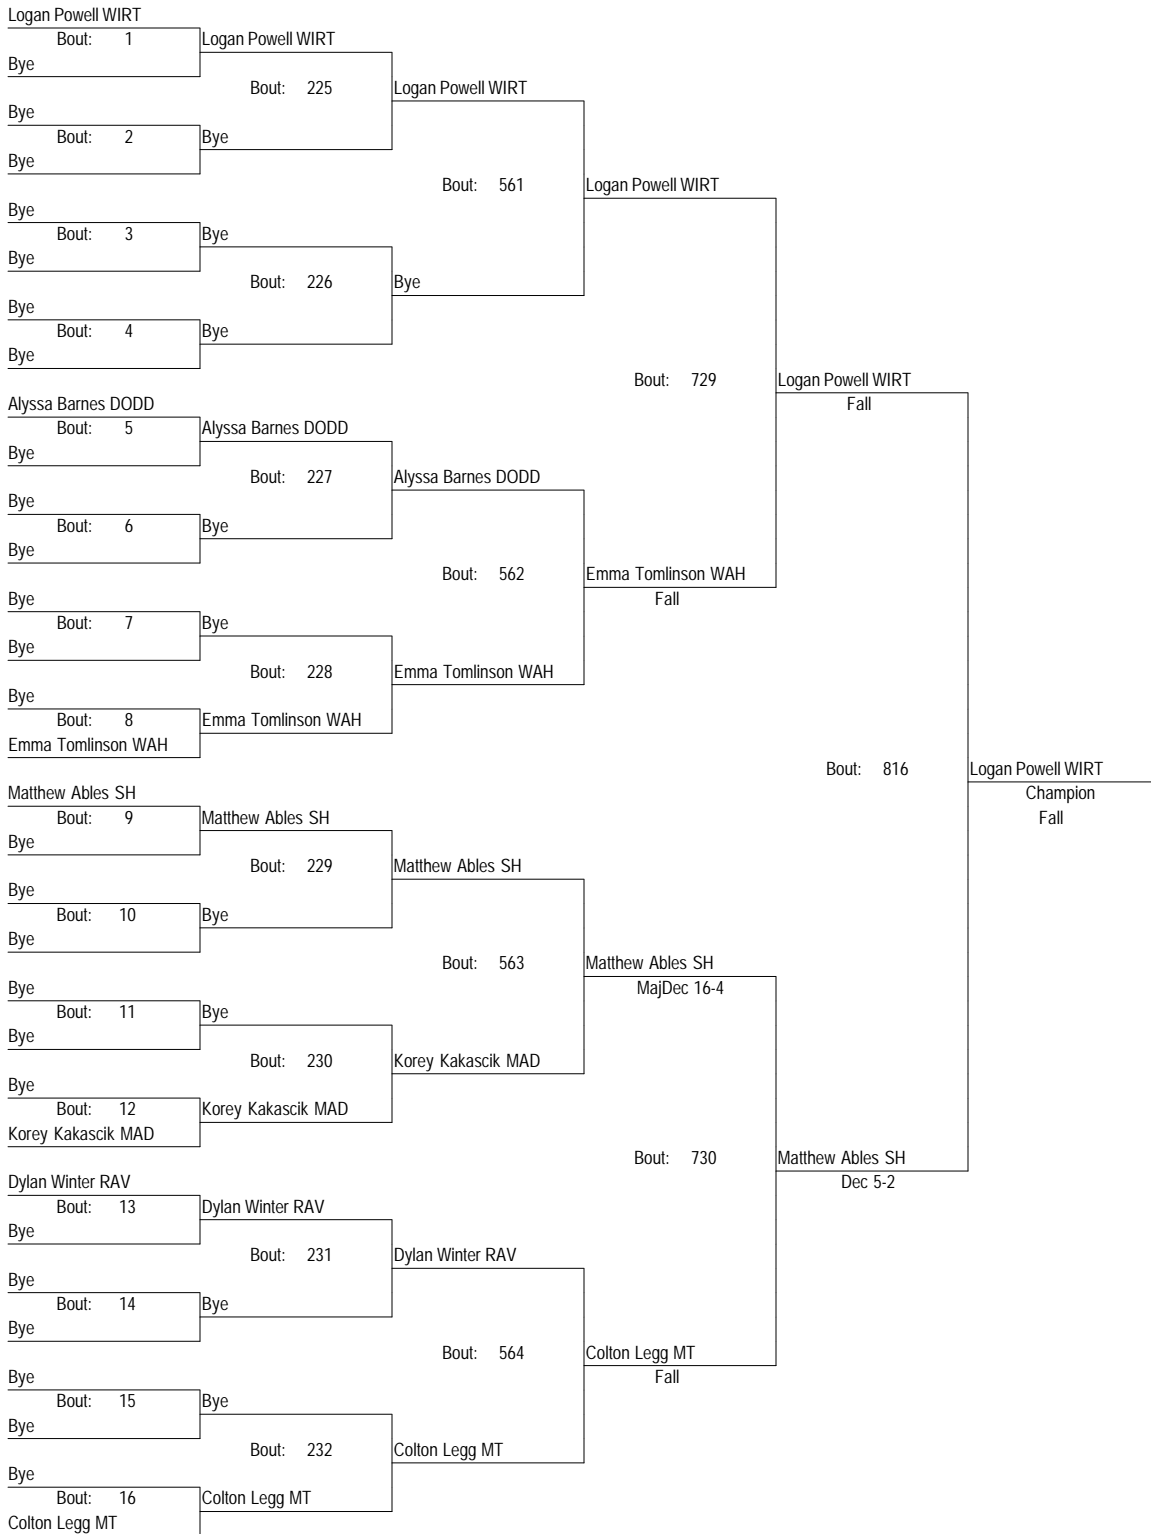 Logan Powell WIRT
Bout: 1
Logan Powell WIRT
Bye
Bout: 225
Logan Powell WIRT
Bye
Bout: 2
Bye
Bye
Bout: 561
Logan Powell WIRT
Bye
Bout: 3
Bye
Bye
Bout: 226
Bye
Bye
Bout: 4
Bye
Bye
Bout: 729
Logan Powell WIRT
Fall
Alyssa Barnes DODD
Bout: 5
Alyssa Barnes DODD
Bye
Bout: 227
Alyssa Barnes DODD
Bye
Bout: 6
Bye
Bye
Bout: 562
Emma Tomlinson WAH
Fall
Bye
Bout: 7
Bye
Bye
Bout: 228
Emma Tomlinson WAH
Bye
Bout: 8
Emma Tomlinson WAH
Emma Tomlinson WAH
Bout: 816
Logan Powell WIRT
Champion
Fall
Matthew Ables SH
Bout: 9
Matthew Ables SH
Bye
Bout: 229
Matthew Ables SH
Bye
Bout: 10
Bye
Bye
Bout: 563
Matthew Ables SH
MajDec 16-4
Bye
Bout: 11
Bye
Bye
Bout: 230
Korey Kakascik MAD
Bye
Bout: 12
Korey Kakascik MAD
Korey Kakascik MAD
Bout: 730
Matthew Ables SH
Dec 5-2
Dylan Winter RAV
Bout: 13
Dylan Winter RAV
Bye
Bout: 231
Dylan Winter RAV
Bye
Bout: 14
Bye
Bye
Bout: 564
Colton Legg MT
Fall
Bye
Bout: 15
Bye
Bye
Bout: 232
Colton Legg MT
Bye
Bout: 16
Colton Legg MT
Colton Legg MT